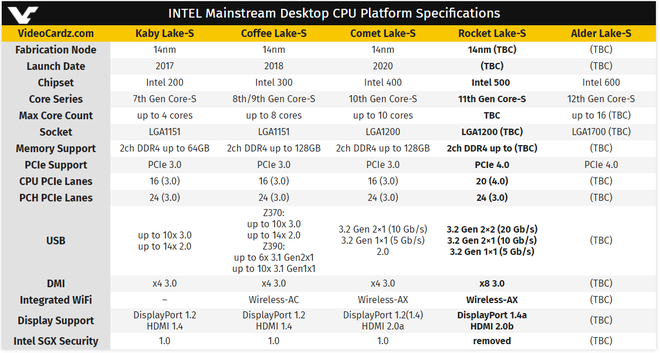 INTEL Mainstream Desktop CPU Platform Specifications
VideoCardz.com Kaby Lake-S Coffee Lake-S Comet Lake-S Rocket Lake-S Alder Lake-S
Fabrication Node 14nm 14nm 14nm 14nm (TBC) (TBC)
Launch Date 2017 2018 2020 (TBC) (TBC)
Chipset Intel 200 Intel 300 Intel 400 Intel 500 Intel 600
Core Series 7th Gen Core-S 8th/9th Gen Core-S 10th Gen Core-S 11th Gen Core-S 12th Gen Core-S
Max Core Count up to 4 cores up to 8 cores up to 10 cores TBC up to 16 (TBC)
Socket LGA1151 LGA1151 LGA1200 LGA1200 (TBC) LGA1700 (TBC)
Memory Support 2ch DDR4 up to 64GB 2ch DDR4 up to 128GB 2ch DDR4 up to 128GB 2ch DDR4 up to (TBC) (TBC)
PCIe Support PCIe 3.0 PCIe 3.0 PCIe 3.0 PCIe 4.0 PCIe 4.0
CPU PCIe Lanes 16 (3.0) 16 (3.0) 16 (3.0) 20 (4.0) (TBC)
PCH PCIe Lanes 24 (3.0) 24 (3.0) 24 (3.0) 24 (3.0) (TBC)
USB
up to 10x 3.0
up to 14x 2.0
Z370:
up to 10x 3.0
up to 14x 2.0
Z390:
up to 6x 3.1 Gen2x1
up to 10x 3.1 Gen1x1
3.2 Gen 2×1 (10 Gb/s)
3.2 Gen 1×1 (5 Gb/s)
2.0
3.2 Gen 2×2 (20 Gb/s)
3.2 Gen 2×1 (10 Gb/s)
3.2 Gen 1×1 (5 Gb/s)
(TBC)
DMI x4 3.0 x4 3.0 x4 3.0 x8 3.0 (TBC)
Integrated WiFi – Wireless-AC Wireless-AX Wireless-AX (TBC)
Display Support
DisplayPort 1.2
HDMI 1.4
DisplayPort 1.2
HDMI 1.4
DisplayPort 1.2(1.4)
HDMI 2.0a
DisplayPort 1.4a
HDMI 2.0b
(TBC)
Intel SGX Security 1.0 1.0 1.0 removed (TBC)